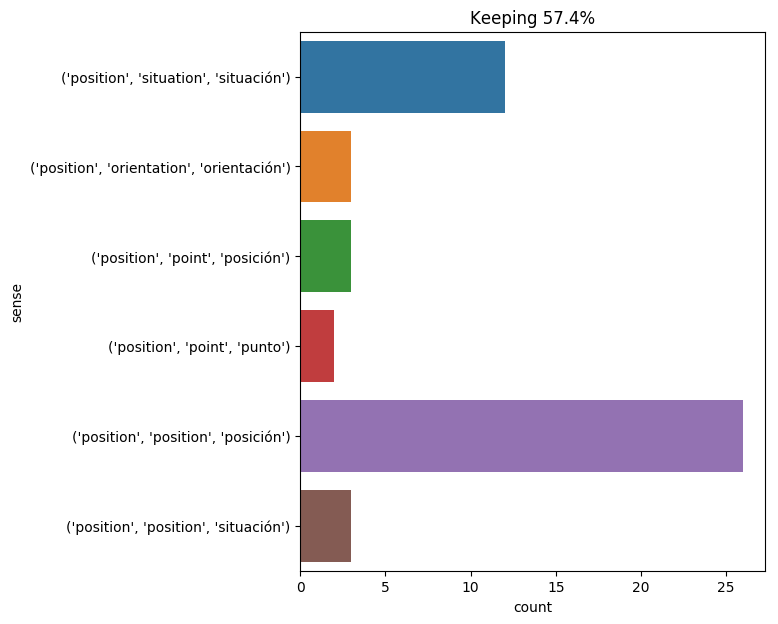 Keeping 57.4%
('position', 'situation', 'situación')
('position', 'orientation', 'orientación')
('position', 'point', 'posición')
('position', 'point', 'punto')
('position', 'position', 'posición')
('position', 'position', 'situación')
sense
0 5 10 15 20 25
count